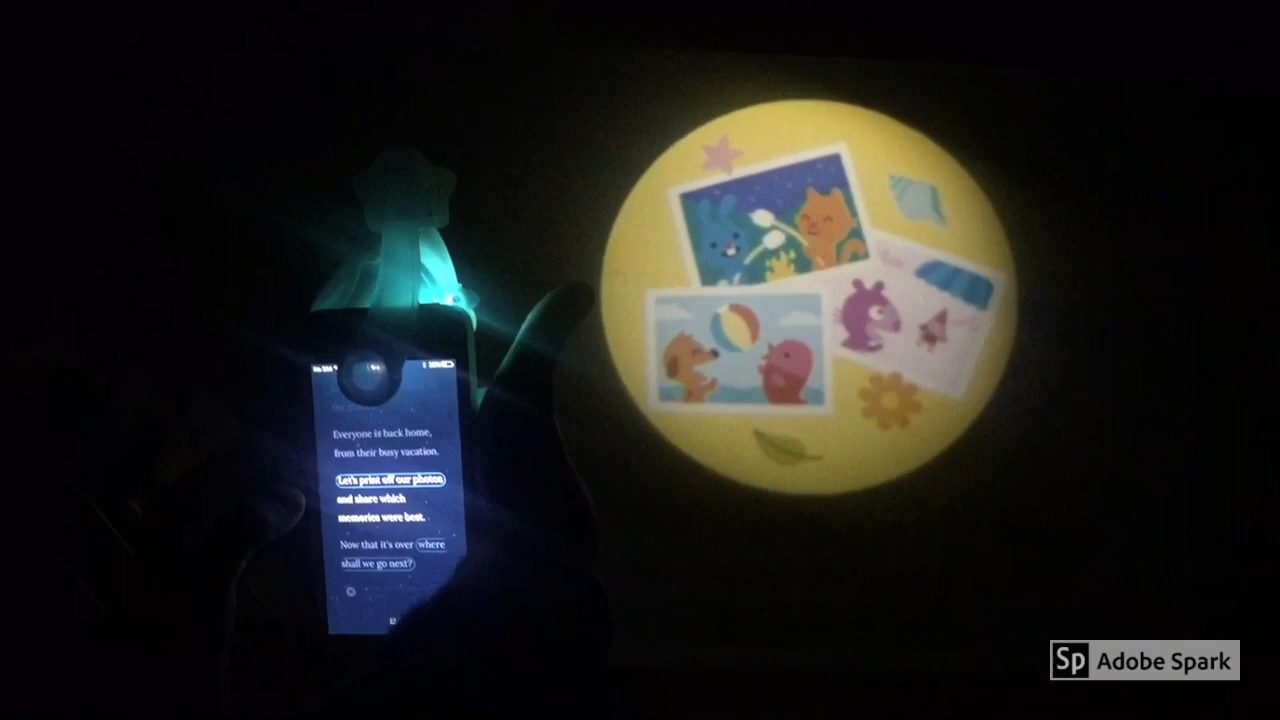 Everyone is back home,
from their busy vacation.
Let's print off our photos
and share which
memories were best.
Now that it's over where
shall we go next?
Sp Adobe Spark